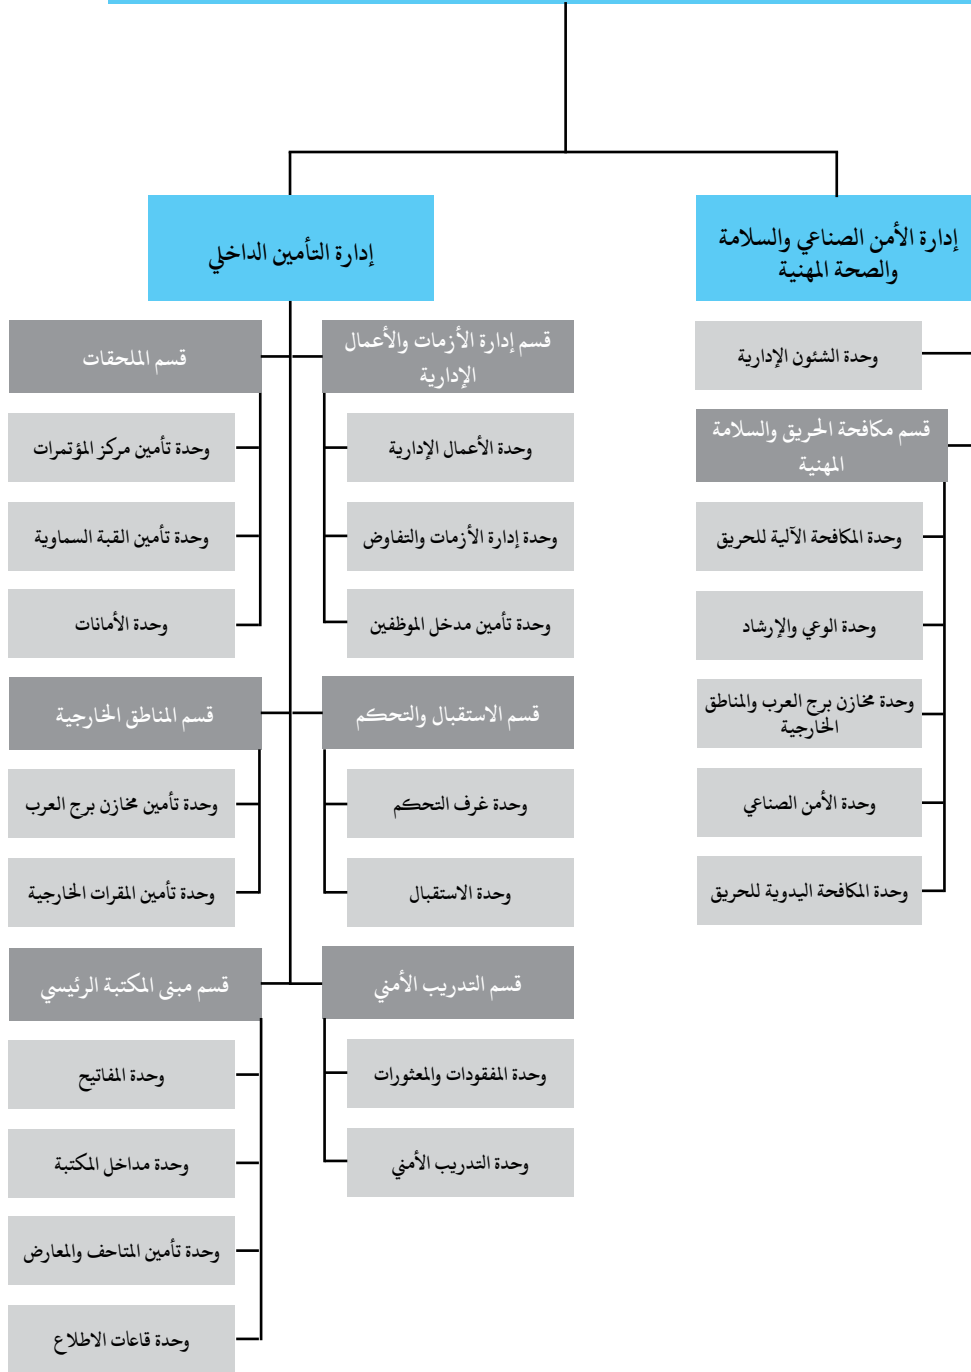 إدارة الأمن الصناعي والسلامة
والصحة المهنية
وحدة الشئون الإدارية
قسم مكافحة الحريق والسلامة
المهنية
وحدة المكافحة الآلية للحريق
وحدة الوعي والإرشاد
وحدة مخازن برج العرب والمناطق
الخارجية
وحدة الأمن الصناعي
وحدة المكافحة اليدوية للحريق
إدارة التأمين الداخلي
قسم إدارة الأزمات والأعمال
الإدارية
وحدة الأعمال الإدارية
وحدة إدارة الأزمات والتفاوض
وحدة تأمين مدخل الموظفين
قسم الاستقبال والتحكم
وحدة غرف التحكم
وحدة الاستقبال
قسم التدريب الأمني
وحدة المفقودات والمعثورات
وحدة التدريب الأمني
قسم الملحقات
وحدة تأمين مركز المؤتمرات
وحدة تأمين القبة السماوية
وحدة الأمانات
قسم المناطق الخارجية
وحدة تأمين مخازن برج العرب
وحدة تأمين المقرات الخارجية
قسم مبنى المكتبة الرئيسي
وحدة المفاتيح
وحدة مداخل المكتبة
وحدة تأمين المتاحف والمعارض
وحدة قاعات الاطلاع